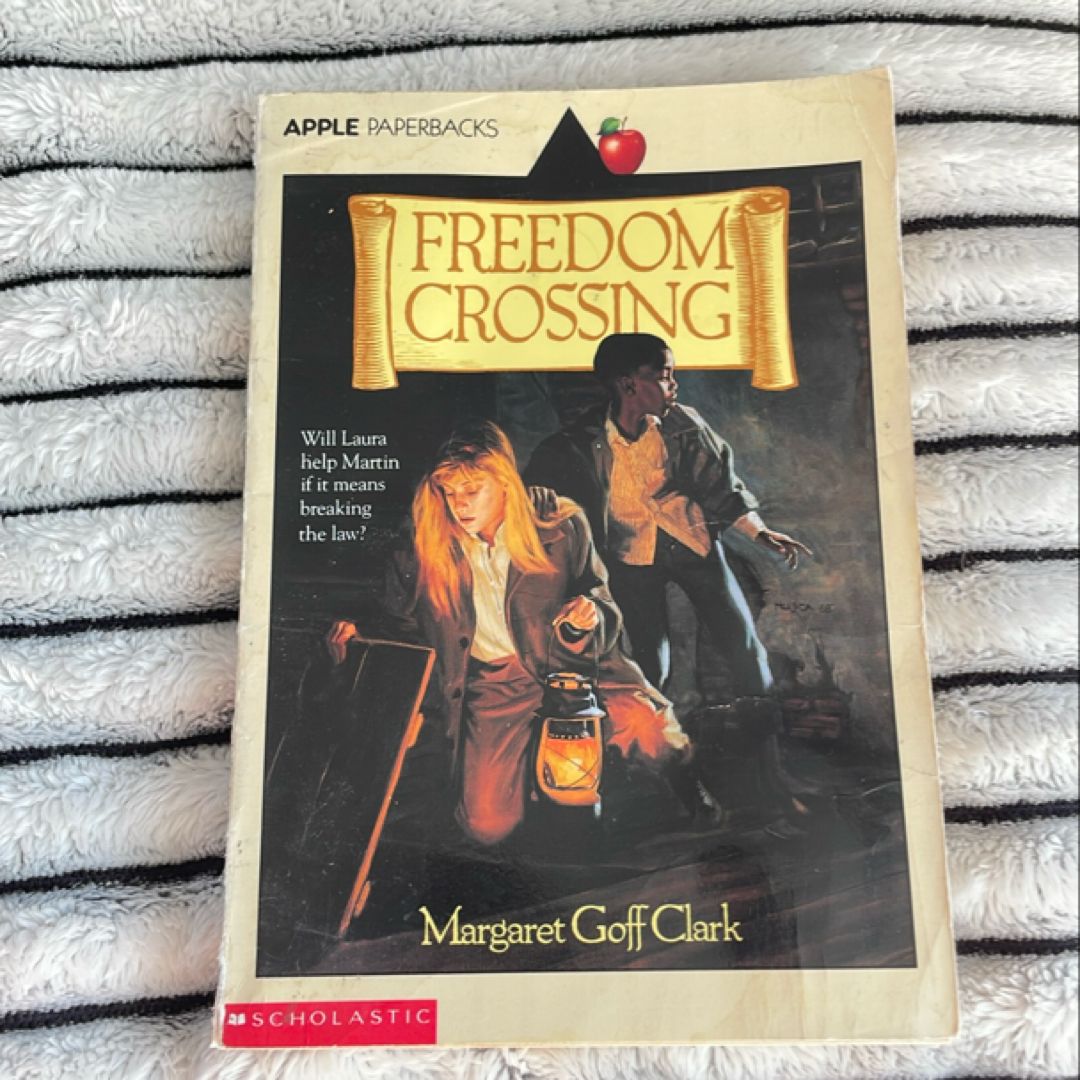 APPLE PAPERBACKS
FREEDOM
CROSSING
Will Laura
help Martin
if it means
breaking
the law?
Margaret Goff Clark
SCHOLASTIC